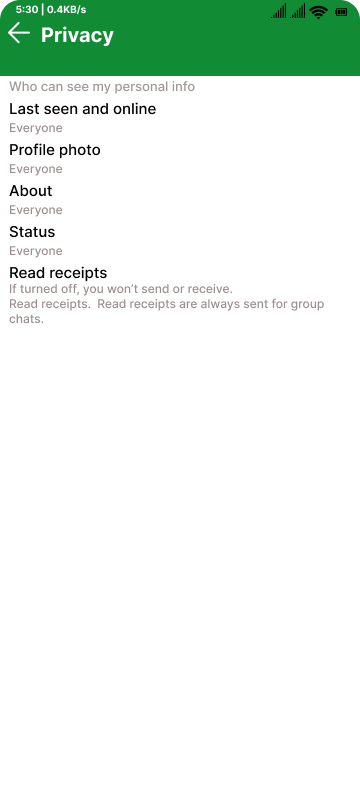 5:30 | 0.4KB/s
Privacy
Who can see my personal info
Last seen and online
Everyone
Profile photo
Everyone
About
Everyone
Status
Everyone
Read receipts
If turned off, you won’t send or receive.
Read receipts.  Read receipts are always sent for group
chats.